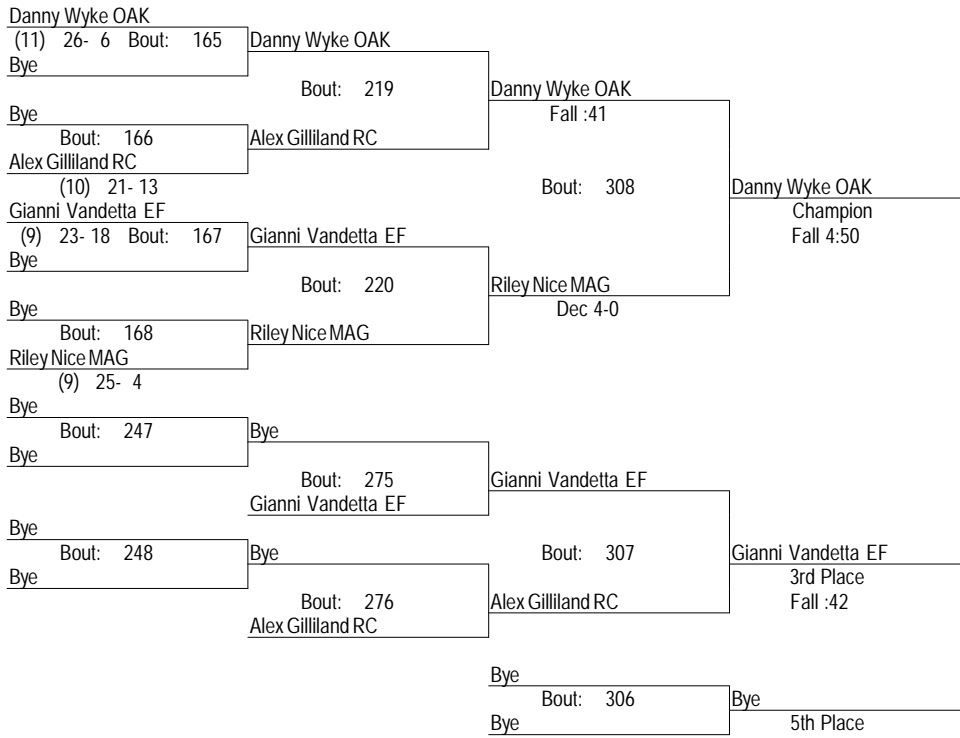 Danny Wyke OAK
(11) 26- 6 Bout: 165 Danny Wyke OAK
Bye
Bout: 219 Danny Wyke OAK
Bye Fall :41
Bout: 166 Alex Gilliland RC
Alex Gilliland RC
(10) 21- 13 Bout: 308 Danny Wyke OAK
Gianni Vandetta EF Champion
(9) 23- 18 Bout: 167 Gianni Vandetta EF Fall 4:50
Bye
Bout: 220 Riley Nice MAG
Bye Dec 4-0
Bout: 168 Riley Nice MAG
Riley Nice MAG
(9) 25- 4
Bye
Bout: 247 Bye
Bye
Bout: 275 Gianni Vandetta EF
Gianni Vandetta EF
Bye
Bout: 248 Bye Bout: 307 Gianni Vandetta EF
Bye 3rd Place
Bout: 276 Alex Gilliland RC Fall :42
Alex Gilliland RC
Bye
Bout: 306 Bye
Bye 5th Place